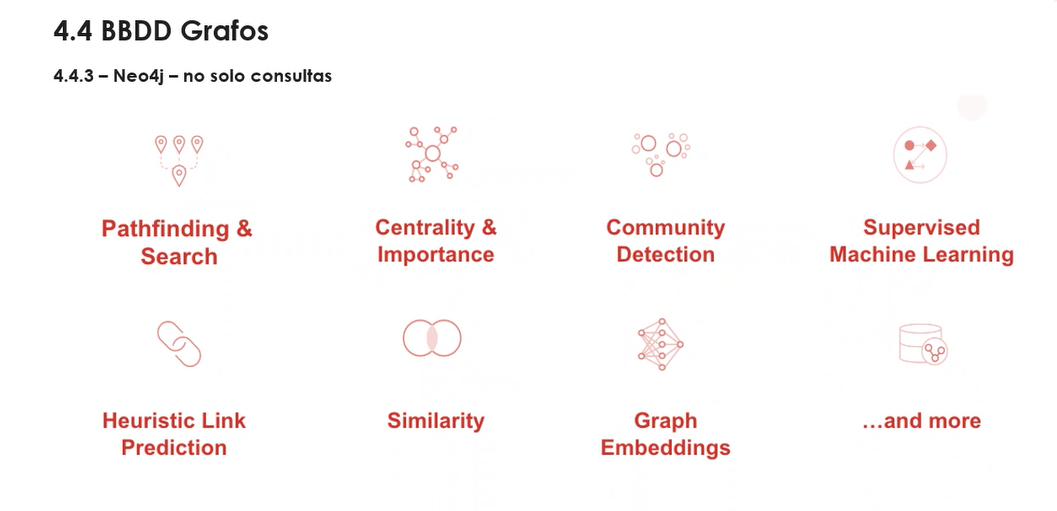 4.4 BBDD Grafos
4.4.3 – Neo4j – no solo consultas
Pathfinding &
Search
Centrality &
Importance
Community
Detection
Supervised
Machine Learning
Heuristic Link
Prediction
Similarity
Graph
Embeddings
...and more